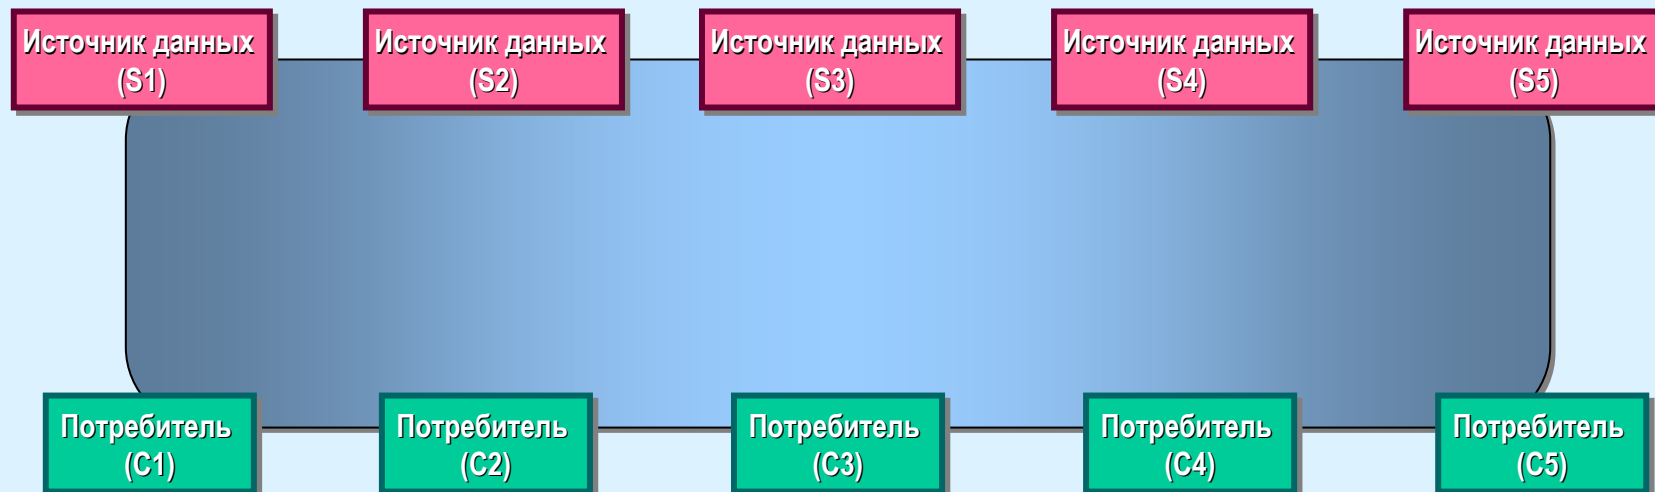 Источник данных
(S1)
Источник данных
(S2)
Источник данных
(S3)
Источник данных
(S4)
Источник данных
(S5)
Потребитель
(C1)
Потребитель
(C2)
Потребитель
(C3)
Потребитель
(C4)
Потребитель
(C5)